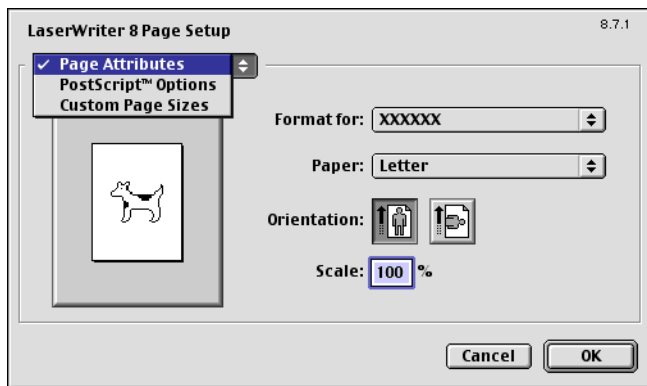 LaserWriter 8 Page Setup
8.7.1
✓ Page Attributes
PostScript™ Options
Custom Page Sizes
Format for: XXXXXX
Paper: Letter
Orientation:
Scale: 100 %
Cancel OK